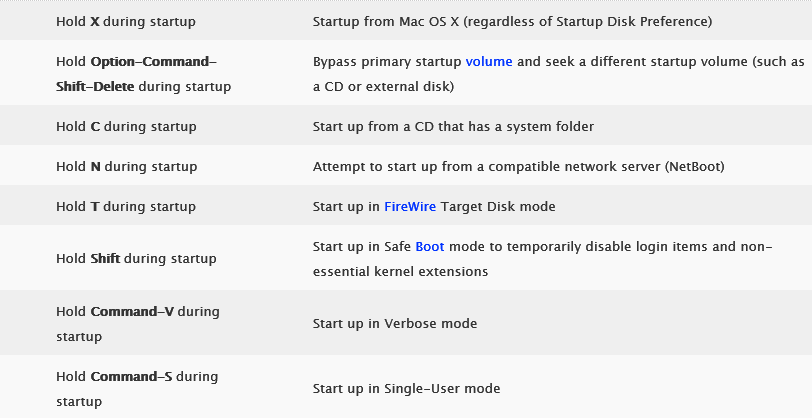 Hold X during startup
Startup from Mac OS X (regardless of Startup Disk Preference)
Hold Option-Command-
Shift-Delete during startup
Bypass primary startup volume and seek a different startup volume (such as
a CD or external disk)
Hold C during startup
Start up from a CD that has a system folder
Hold N during startup
Attempt to start up from a compatible network server (NetBoot)
Hold T during startup
Start up in FireWire Target Disk mode
Hold Shift during startup
Start up in Safe Boot mode to temporarily disable login items and non-
essential kernel extensions
Hold Command-V during
startup
Start up in Verbose mode
Hold Command-S during
startup
Start up in Single-User mode